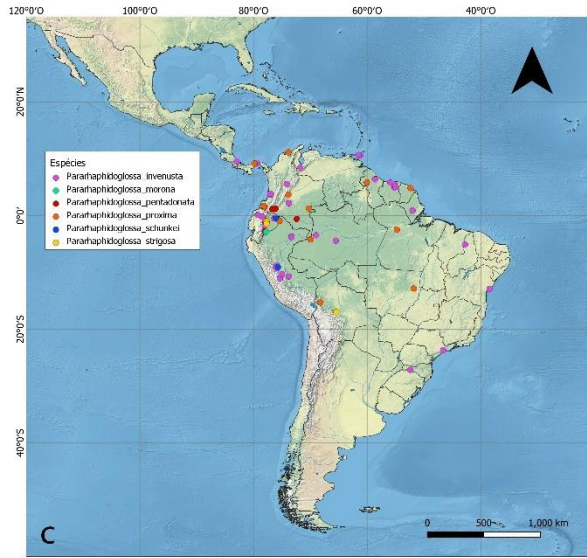 120°0'W 100°0'W 80°0'W 60°0'W 40°0'W
20°0'N
Espécies
Pararhaphidoglossa_invenusta
Pararhaphidoglossa_morona
Pararhaphidoglossa_pentadonata
Pararhaphidoglossa_proxima
Pararhaphidoglossa_schunkei
Pararhaphidoglossa_strigosa
0°0'S
20°0'S
40°0'S
C
0 500 1,000 km